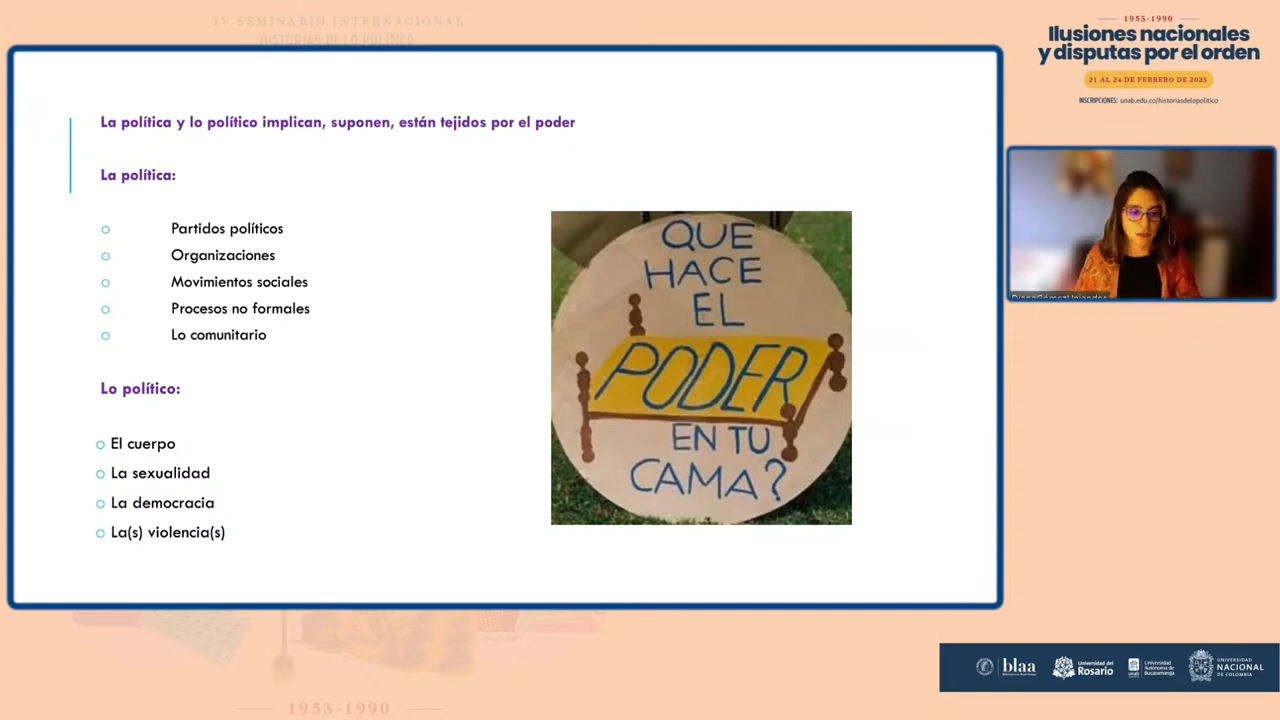 IV SEMINARIO INTERNACIONAL
HISTORIAS DE LO POLÍTICO
La política y lo político implican, suponen, están tejidos por el poder
La política:
Partidos políticos
Organizaciones
Movimientos sociales
Procesos no formales
Lo comunitario
Lo político:
El cuerpo
La sexualidad
La democracia
La(s) violencia(s)
QUE
HACE
EL
PODER
EN TU
CAMA?
1953-1990
Ilusiones nacionales
y disputas por el orden
21 AL 24 DE FEBRERO DE 2023
INSCRIPCIONES: unab.edu.co/historiasdelopolitico
blaa
Universidad del
Rosario
unab
Universidad
Autónoma de
Bucaramanga
UNIVERSIDAD
NACIONAL
DE COLOMBIA
1953-1990